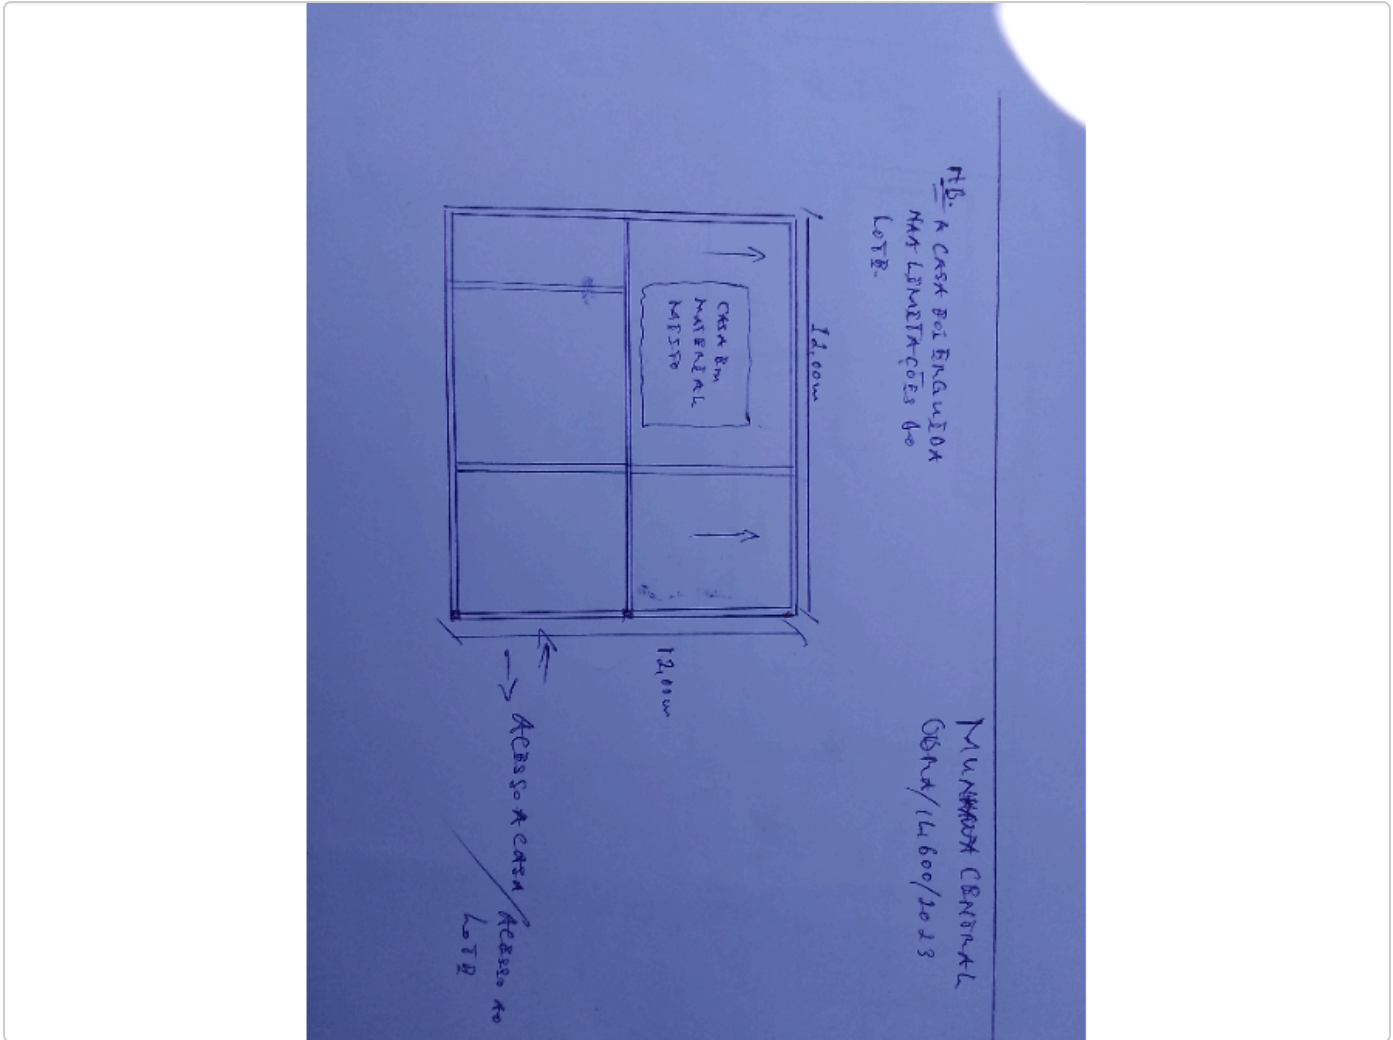 N.B. A CASA FOI ERGUIDA
NAS LIMITAÇÕES DO
LOTE.
CENTRAL
OBRA/14600/2023
12,00m
CASA EM
MATERIAL
MISTO
12,00m
ACESSO A CASA / ACESSO AO
LOTE